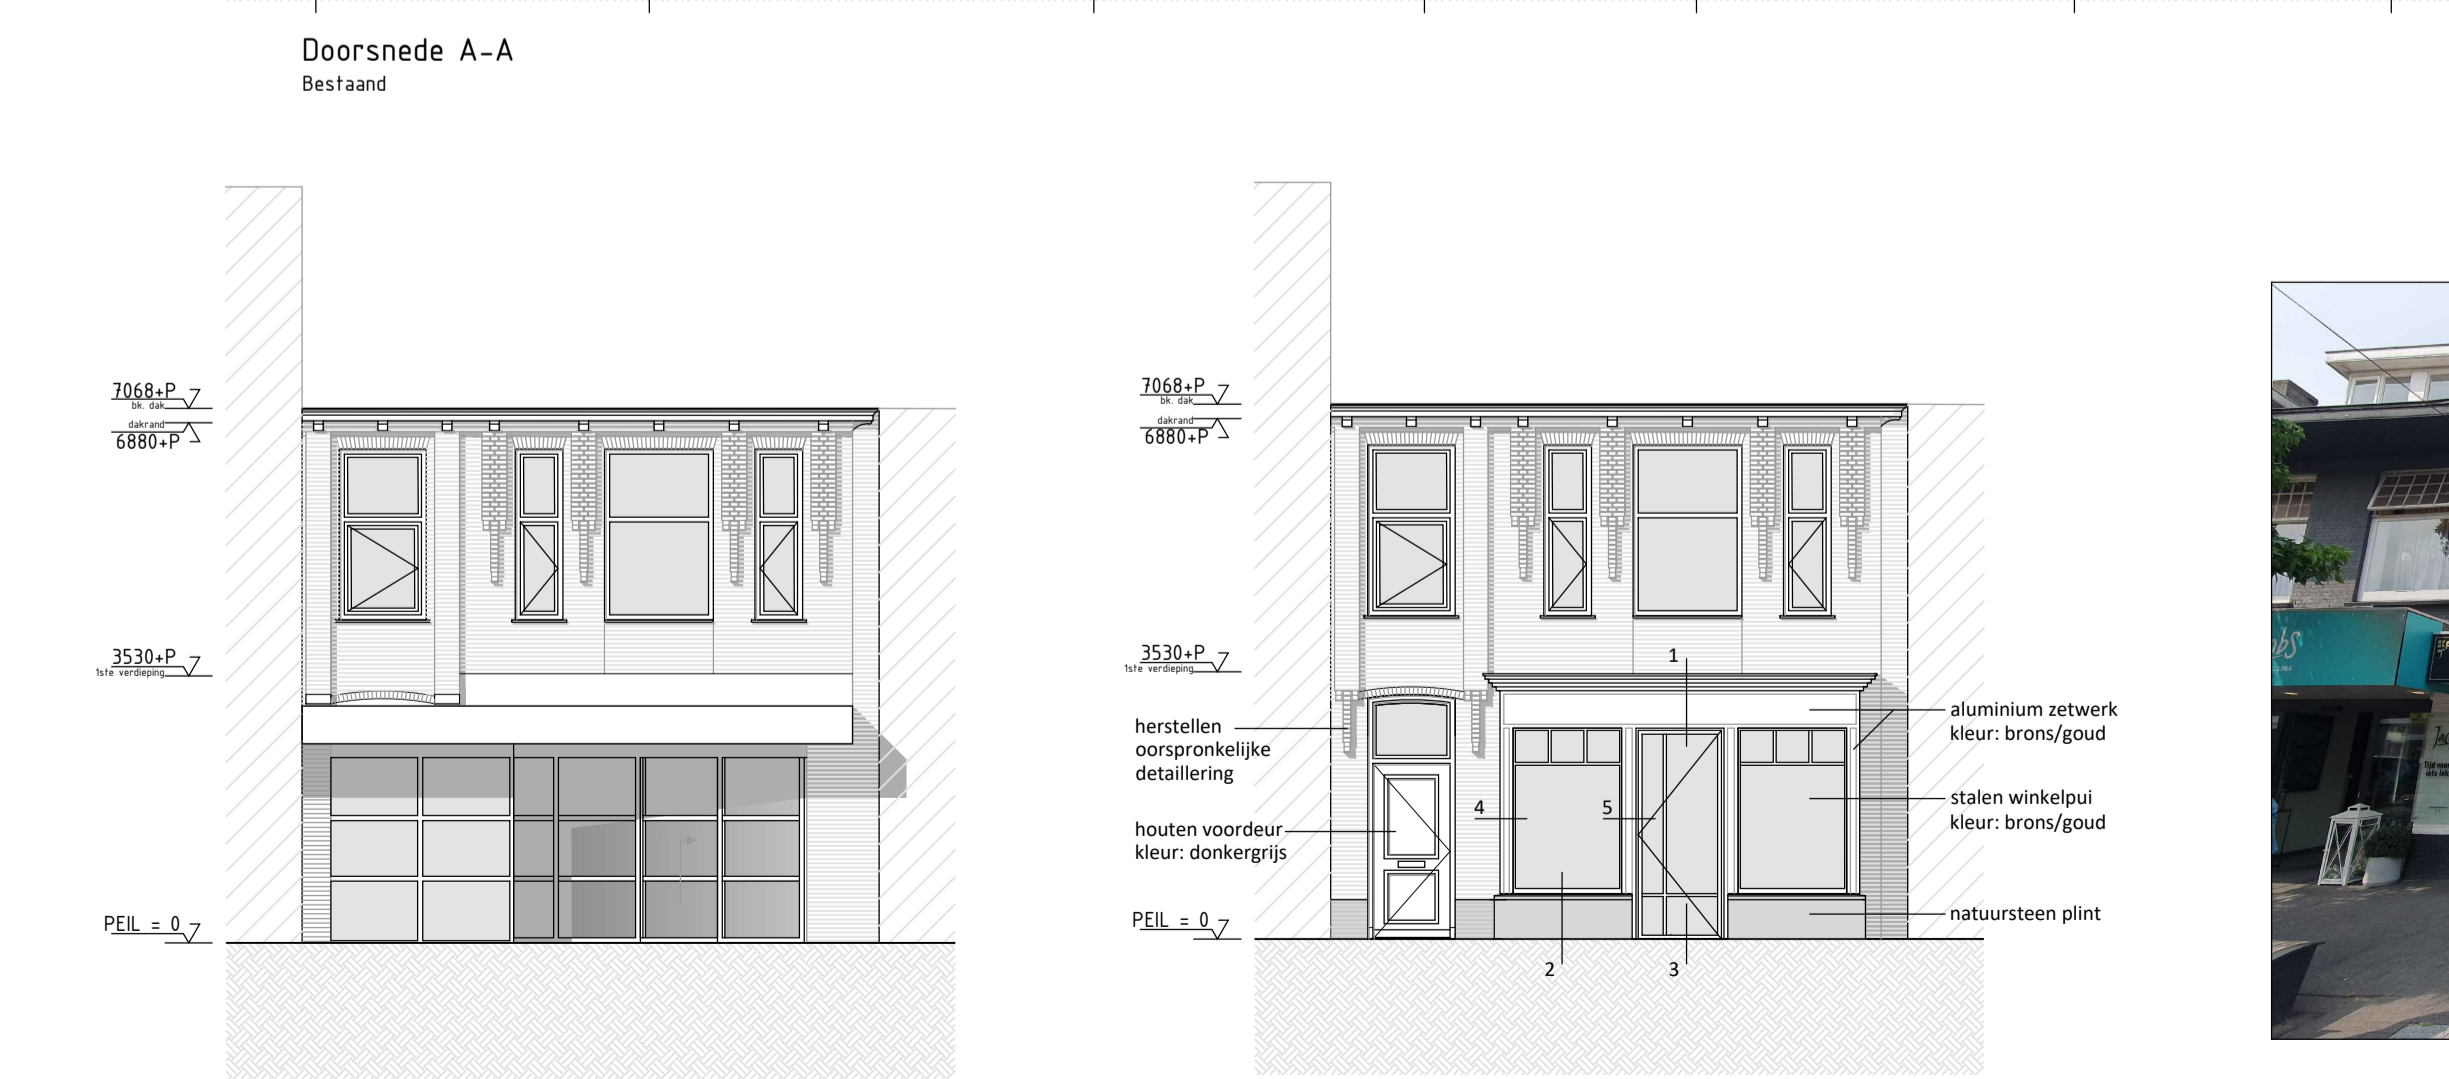 Doorsnede A-A
Bestaand
7068+P
bk. dak
dakrand
6880+P
3530+P
1ste verdieping
PEIL = 0
7068+P
bk. dak
dakrand
6880+P
3530+P
1ste verdieping
PEIL = 0
herstellen
oorspronkelijke
detaillering
houten voordeur
kleur: donkergrijs
1
4
5
2
3
aluminium zetwerk
kleur: brons/goud
stalen winkelpui
kleur: brons/goud
natuursteen plint